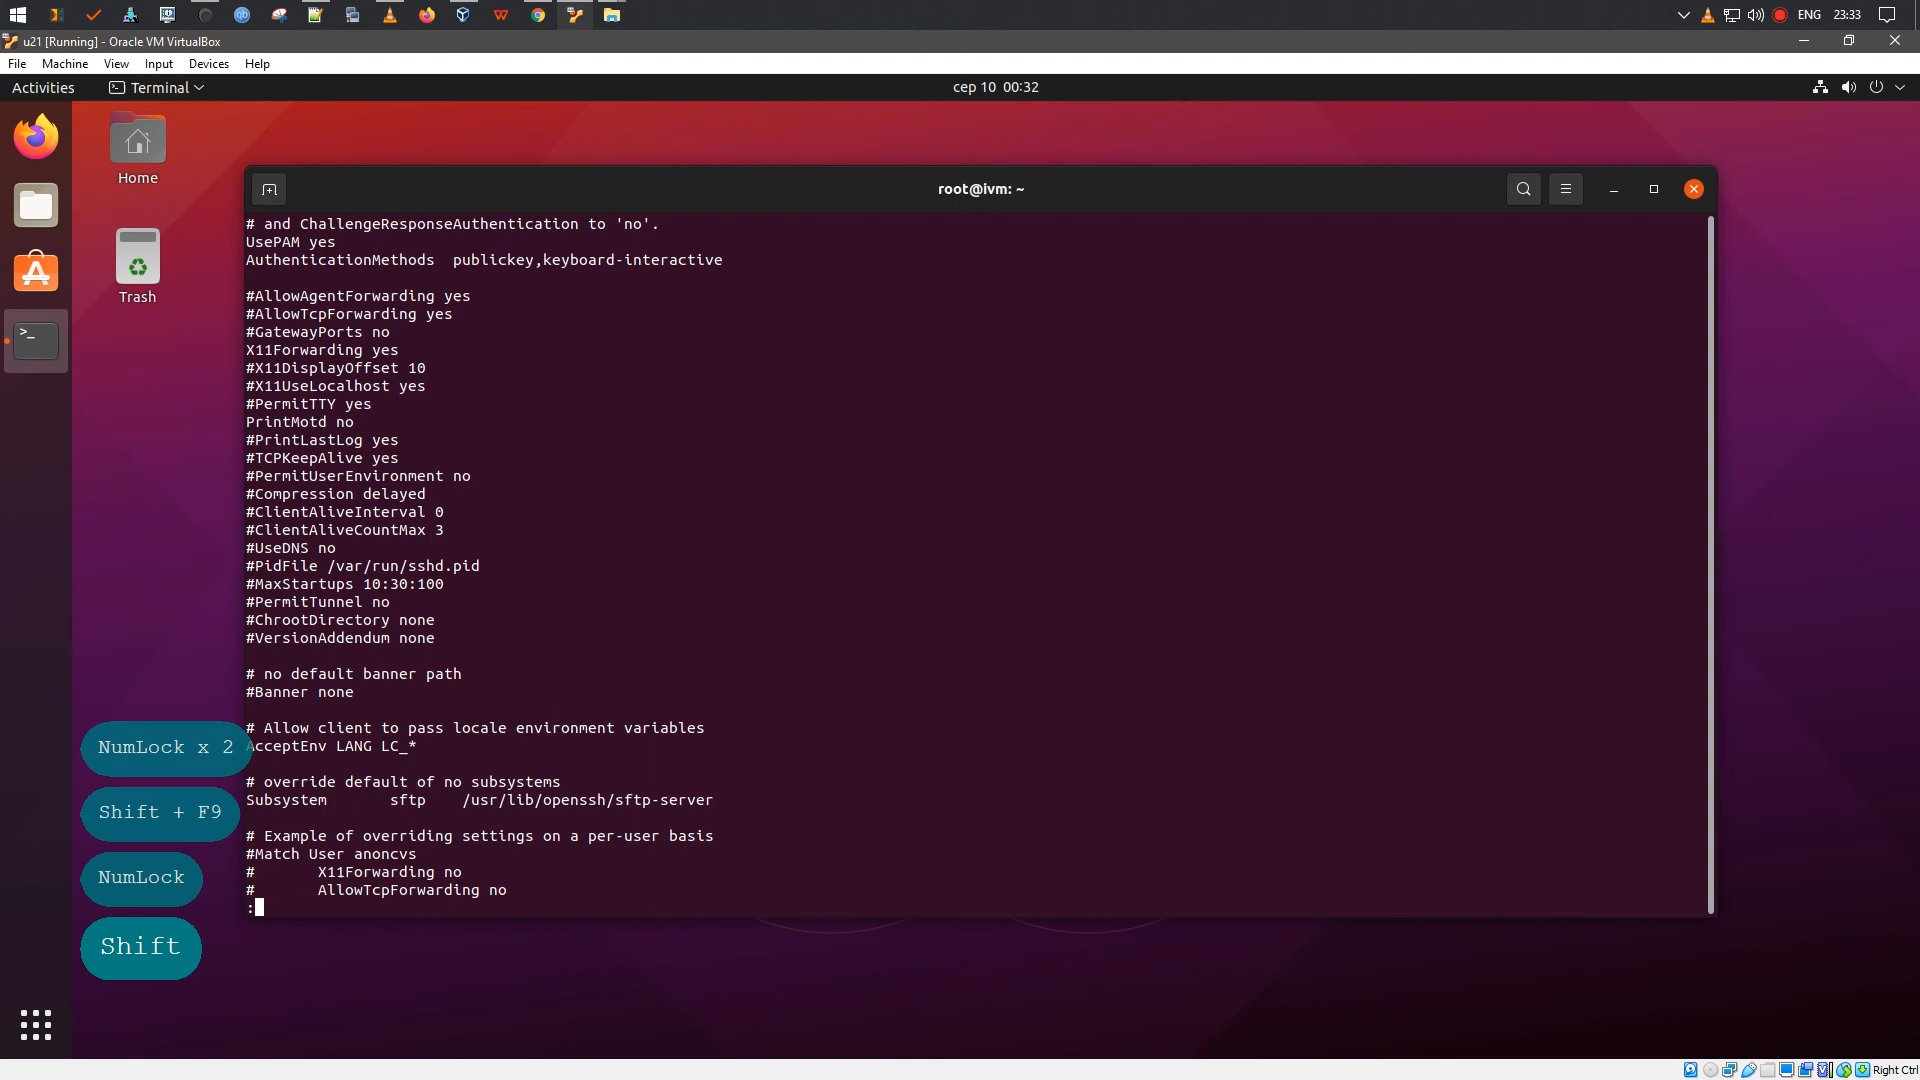 ENG
23:33
u21 [Running] - Oracle VM VirtualBox
File Machine View Input Devices Help
Activities
Terminal
сер 10 00:32
Home
Trash
root@ivm: ~
# and ChallengeResponseAuthentication to 'no'.
UsePAM yes
AuthenticationMethods  publickey,keyboard-interactive
#AllowAgentForwarding yes
#AllowTcpForwarding yes
#GatewayPorts no
X11Forwarding yes
#X11DisplayOffset 10
#X11UseLocalhost yes
#PermitTTY yes
PrintMotd no
#PrintLastLog yes
#TCPKeepAlive yes
#PermitUserEnvironment no
#Compression delayed
#ClientAliveInterval 0
#ClientAliveCountMax 3
#UseDNS no
#PidFile /var/run/sshd.pid
#MaxStartups 10:30:100
#PermitTunnel no
#ChrootDirectory none
#VersionAddendum none
# no default banner path
#Banner none
# Allow client to pass locale environment variables
AcceptEnv LANG LC_*
# override default of no subsystems
Subsystem       sftp    /usr/lib/openssh/sftp-server
# Example of overriding settings on a per-user basis
#Match User anoncvs
#       X11Forwarding no
#       AllowTcpForwarding no
:
NumLock x 2
Shift + F9
NumLock
Shift
Right Ctrl